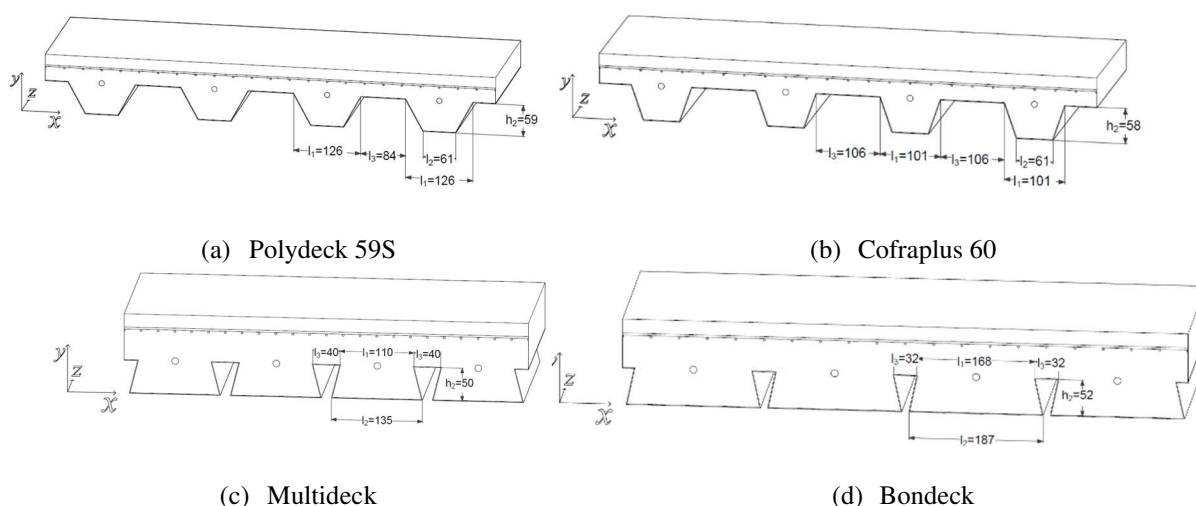 y
z
x
h₂=59
l₁=126
l₃=84
l₂=61
l₁=126
(a) Polydeck 59S
y
z
x
h₂=58
l₃=106
l₁=101
l₃=106
l₂=61
l₁=101
(b) Cofraplus 60
y
z
x
l₃=40
l₁=110
l₃=40
h₂=50
l₂=135
(c) Multideck
z
x
l₃=32
l₁=168
l₃=32
h₂=52
l₂=187
(d) Bondeck